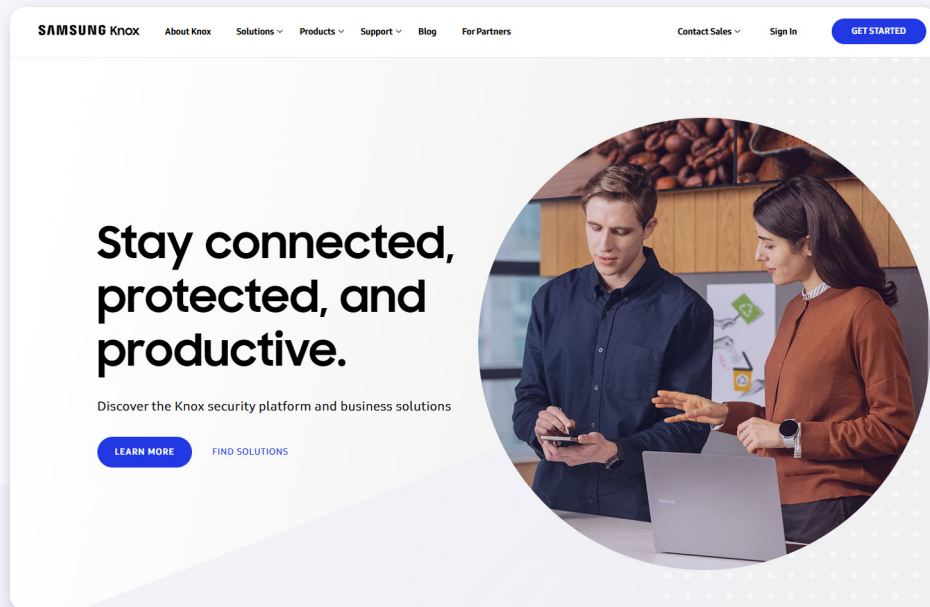 SAMSUNG Knox About Knox Solutions Products Support Blog For Partners Contact Sales Sign In GET STARTED
Stay connected,
protected, and
productive.
Discover the Knox security platform and business solutions
LEARN MORE FIND SOLUTIONS
SAMSUNG